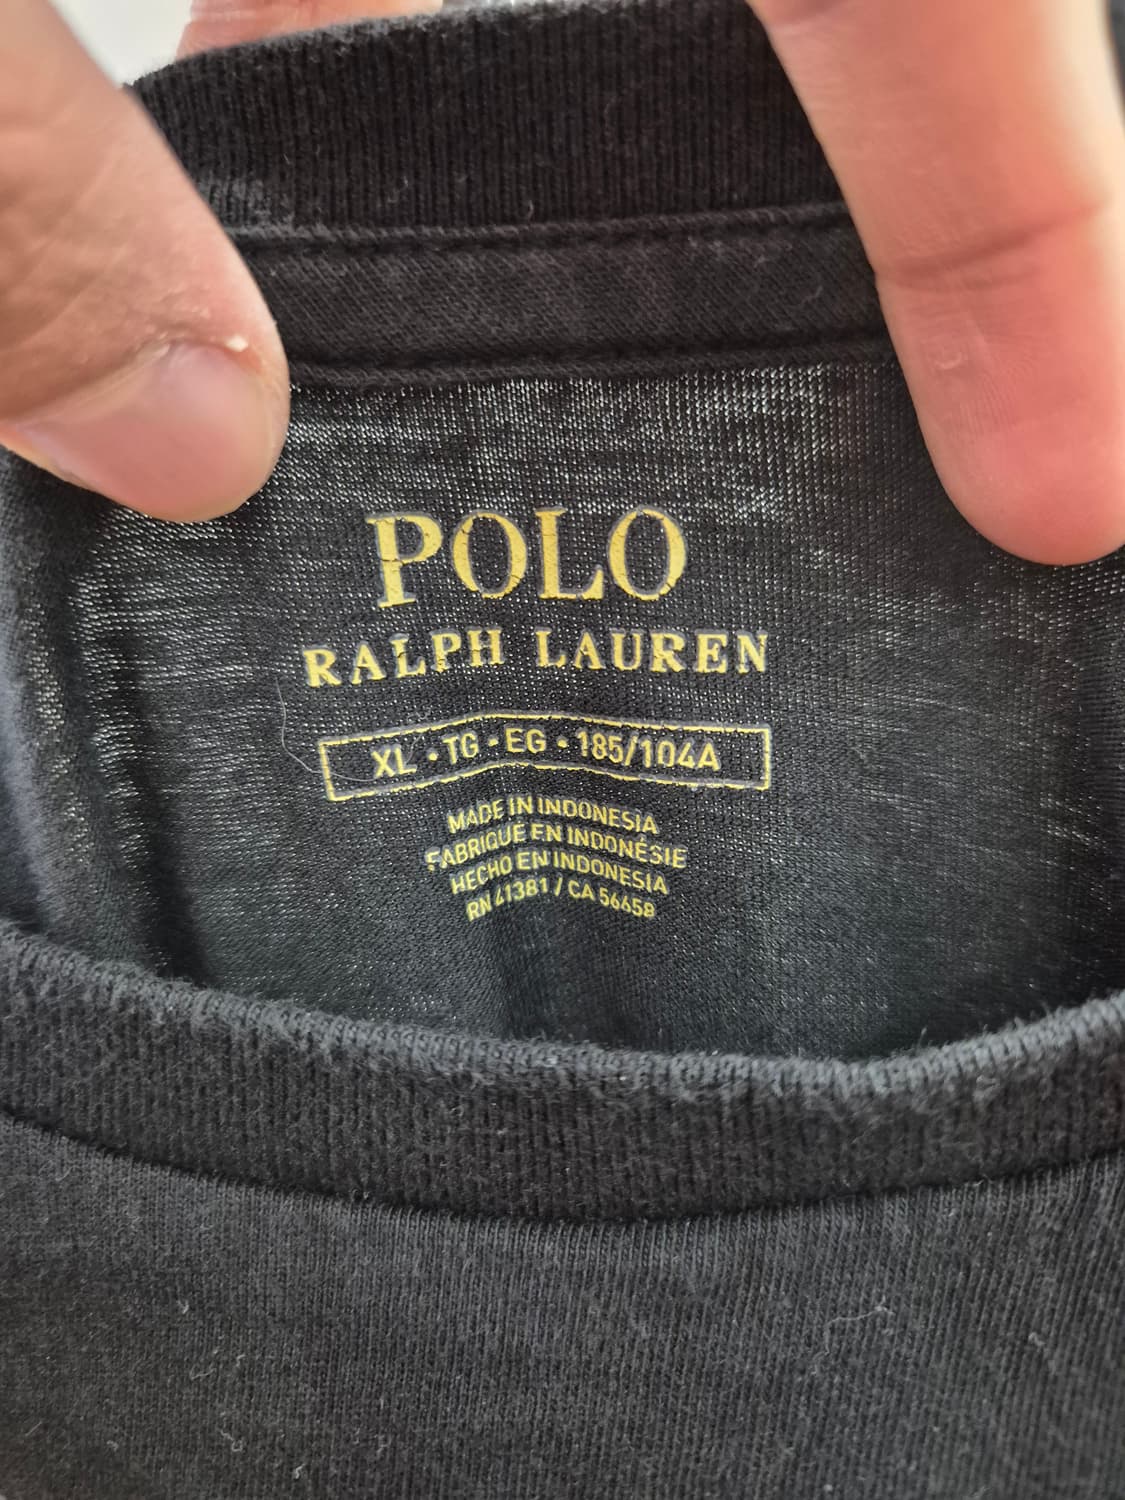 POLO
RALPH LAUREN
XL • TG • EG • 185/104A
MADE IN INDONESIA
FABRIQUÉ EN INDONÉSIE
HECHO EN INDONESIA
RN 41381 / CA 56658